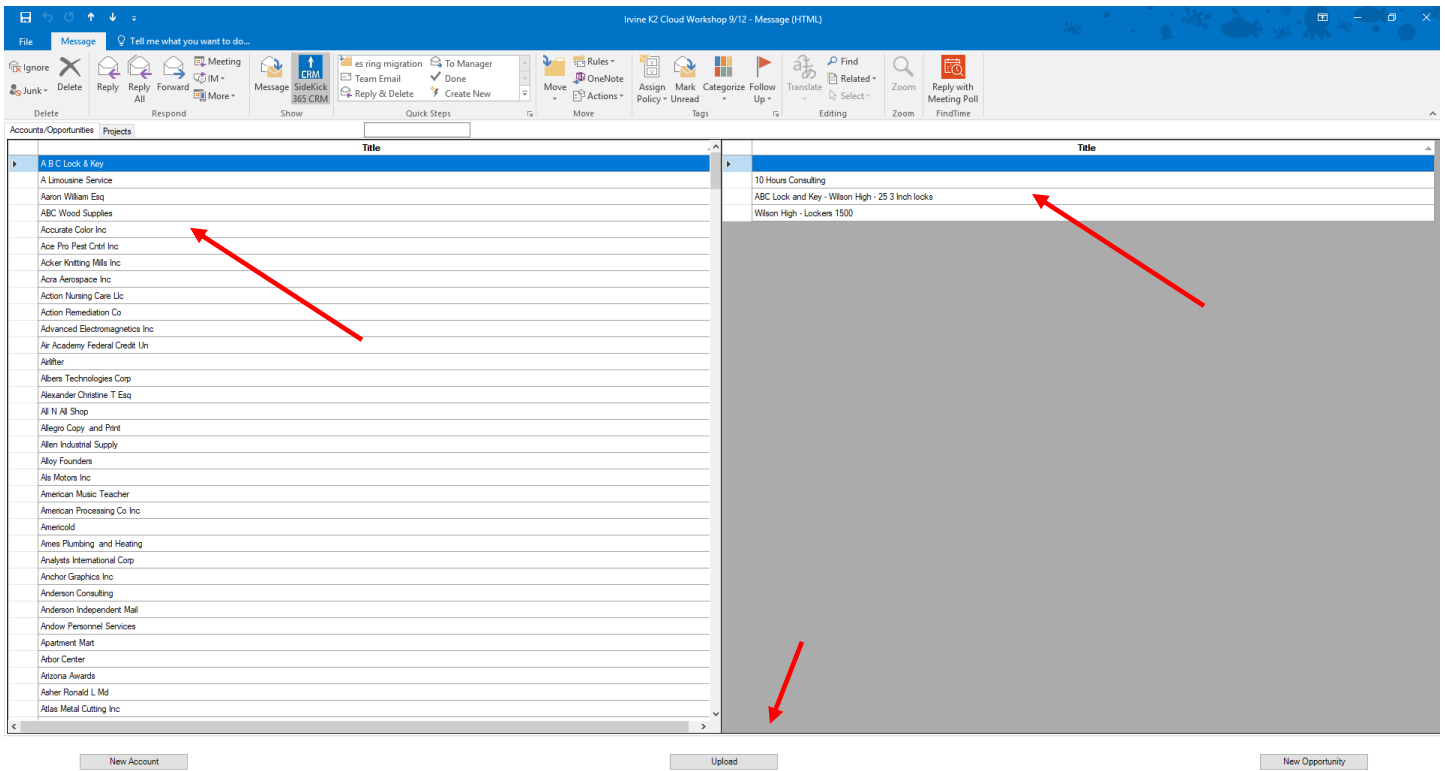 Irvine K2 Cloud Workshop 9/12 - Message (HTML)
File Message Tell me what you want to do...
Ignore
Junk
Delete
Delete
Reply
Reply All
Forward
Meeting
IM
More
Respond
Message
CRM
SideKick 365 CRM
Show
es ring migration
Team Email
Reply & Delete
To Manager
Done
Create New
Quick Steps
Move
Rules
OneNote
Actions
Move
Assign Policy
Mark Unread
Categorize
Follow Up
Tags
Translate
Find
Related
Select
Editing
Zoom
Zoom
Reply with Meeting Poll
FindTime
Accounts/Opportunities Projects
Title
A B C Lock & Key
A Limousine Service
Aaron William Esq
ABC Wood Supplies
Accurate Color Inc
Ace Pro Pest Cntrl Inc
Acker Knitting Mills Inc
Acra Aerospace Inc
Action Nursing Care Llc
Action Remediation Co
Advanced Electromagnetics Inc
Air Academy Federal Credit Un
Airlifter
Albers Technologies Corp
Alexander Christine T Esq
All N All Shop
Allegro Copy and Print
Allen Industrial Supply
Alloy Founders
Als Motors Inc
American Music Teacher
American Processing Co Inc
Americold
Ames Plumbing and Heating
Analysts International Corp
Anchor Graphics Inc
Anderson Consulting
Anderson Independent Mail
Andow Personnel Services
Apartment Mart
Arbor Center
Arizona Awards
Asher Ronald L Md
Atlas Metal Cutting Inc
Title
10 Hours Consulting
ABC Lock and Key - Wilson High - 25 3 Inch locks
Wilson High - Lockers 1500
New Account
Upload
New Opportunity